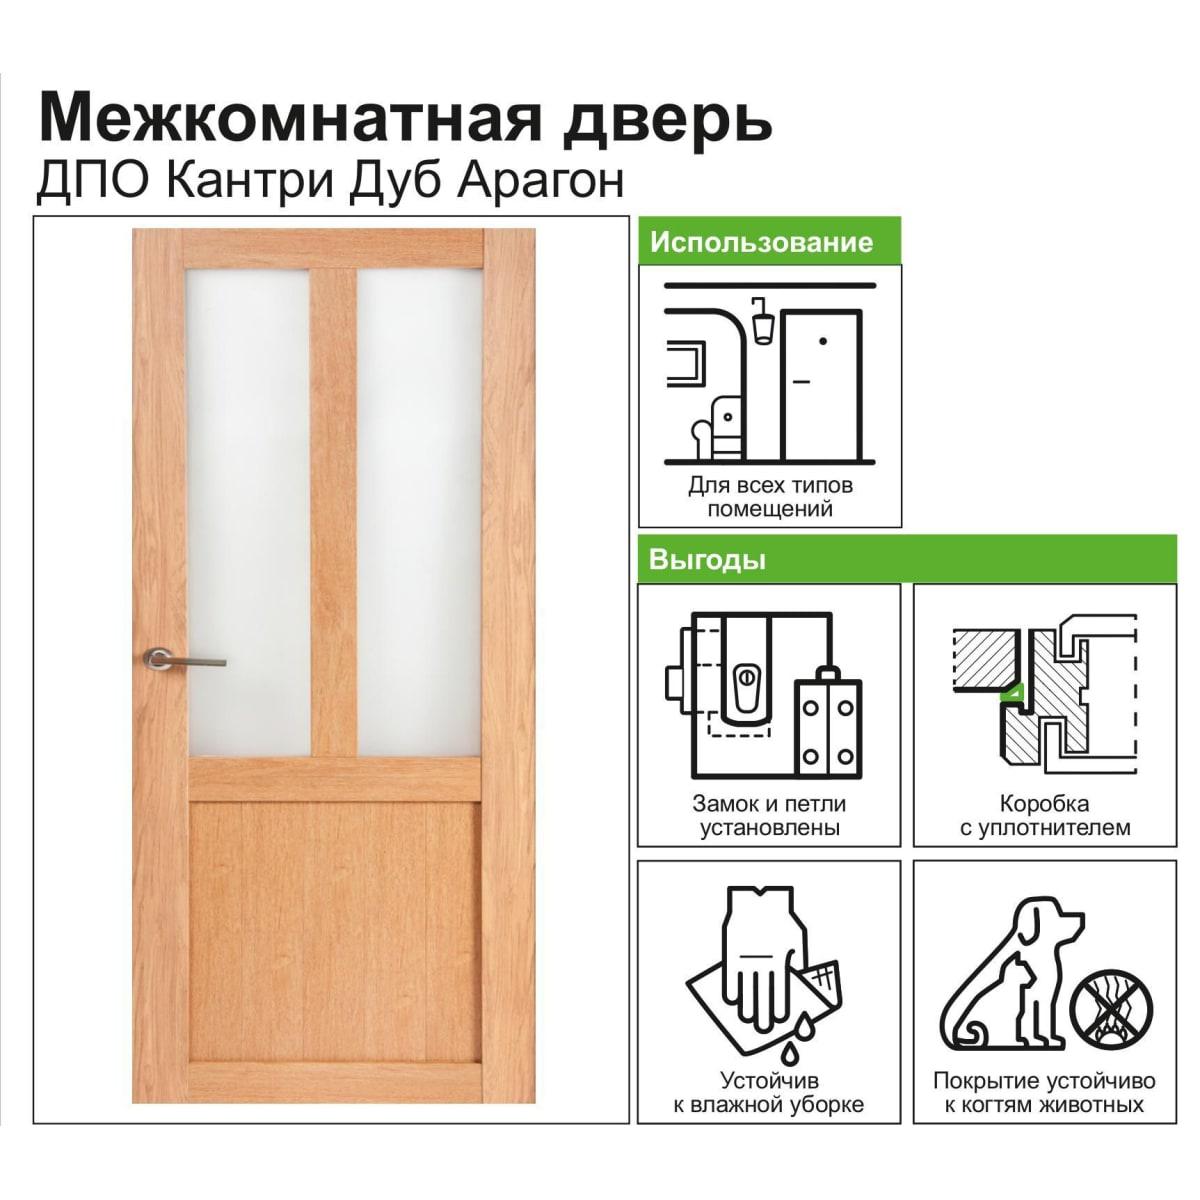 Межкомнатная дверь
ДПО Кантри Дуб Арагон
Использование
Для всех типов
помещений
Выгоды
Замок и петли
установлены
Коробка
с уплотнителем
Устойчив
к влажной уборке
Покрытие устойчиво
к когтям животных